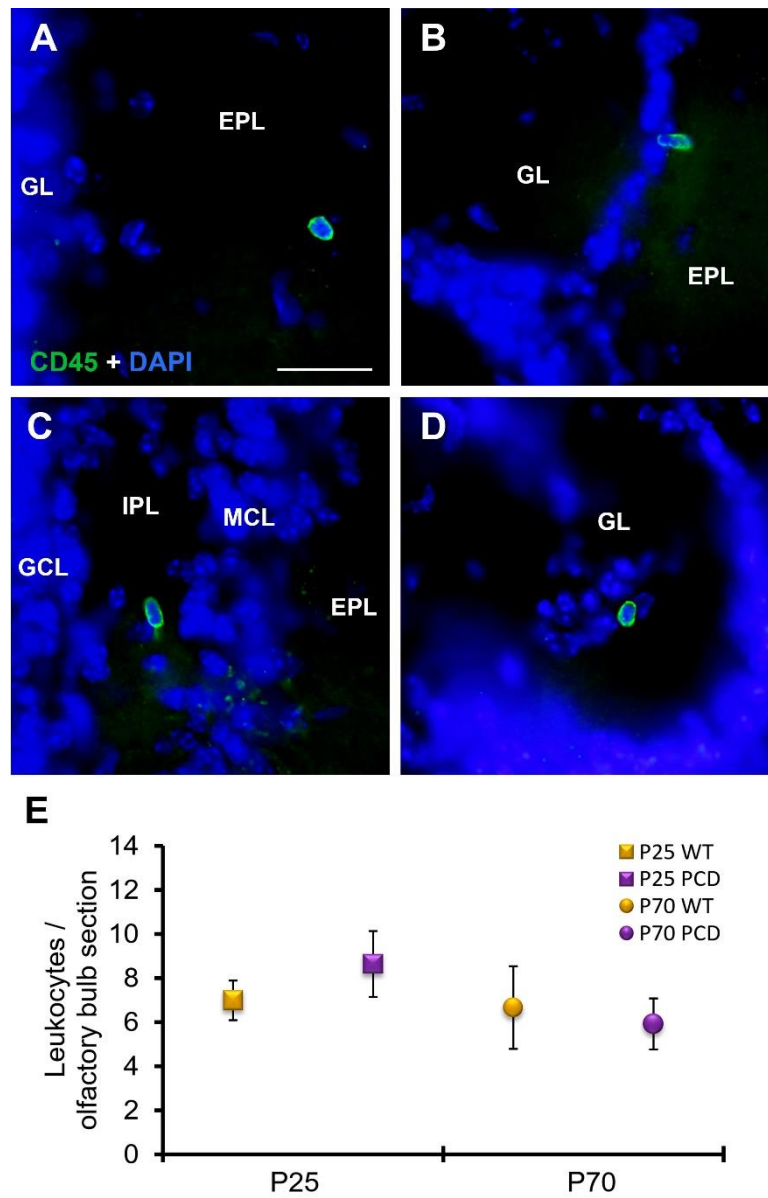 A
EPL
GL
CD45 + DAPI
B
GL
EPL
C
IPL
MCL
GCL
EPL
D
GL
E
Leukocytes /
olfactory bulb section
14
12
10
8
6
4
2
0
P25 WT
P25 PCD
P70 WT
P70 PCD
P25
P70